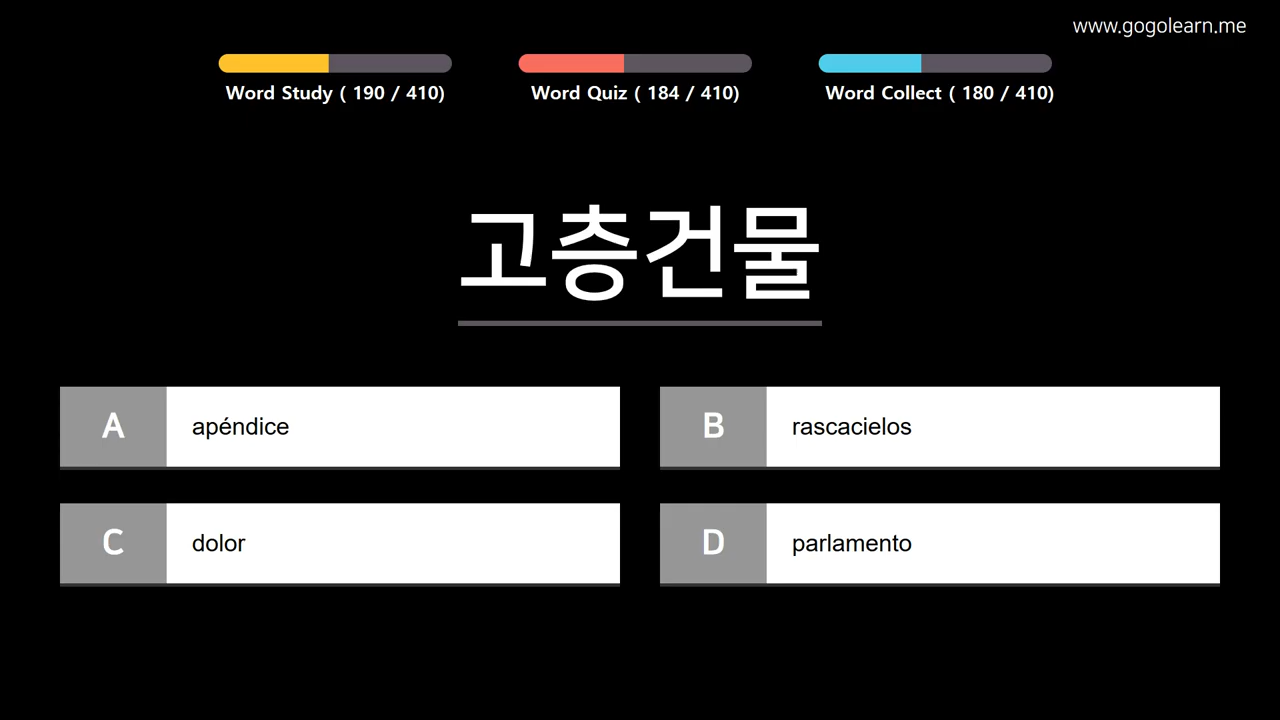 www.gogolearn.me
Word Study ( 190 / 410)
Word Quiz ( 184 / 410)
Word Collect ( 180 / 410)
고층건물
A apéndice
B rascacielos
C dolor
D parlamento